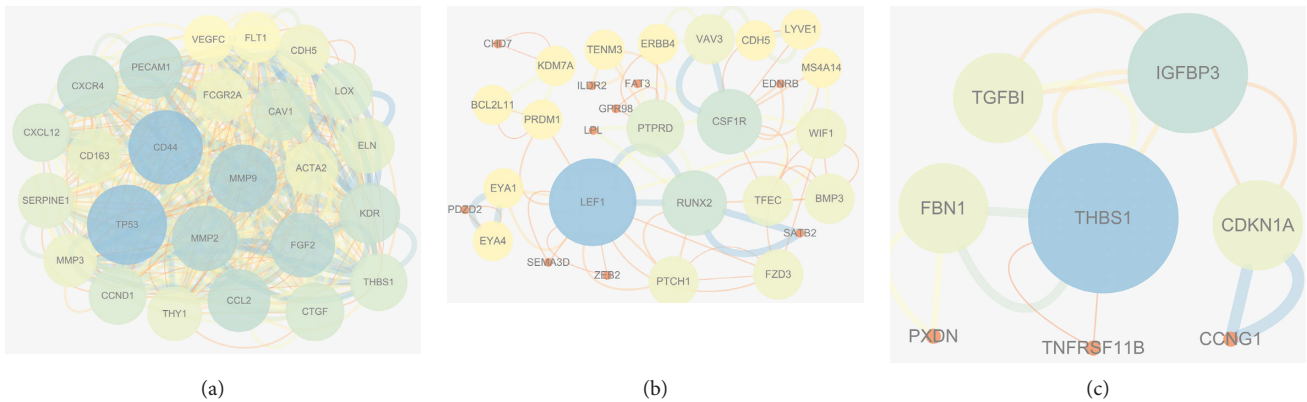 VEGFC
FLT1
CDH5
PECAM1
CXCR4
FCGR2A
LOX
CAV1
CXCL12
CD44
ELN
CD163
ACTA2
MMP9
SERPINE1
KDR
TP53
MMP2
FGF2
MMP3
THBS1
CCND1
CCL2
THY1
CTGF
(a)
LYVE1
CHD7
TENM3
ERBB4
VAV3
CDH5
KDM7A
MS4A14
ILDR2
FAT3
EDNRB
BCL2L11
GPR98
PRDM1
CSF1R
LPL
PTPRD
WIF1
EYA1
LEF1
RUNX2
TFEC
BMP3
PDZD2
SATB2
EYA4
SEMA3D
ZEB2
PTCH1
FZD3
(b)
IGFBP3
TGFBI
FBN1
THBS1
CDKN1A
PXDN
TNFRSF11B
CCNG1
(c)